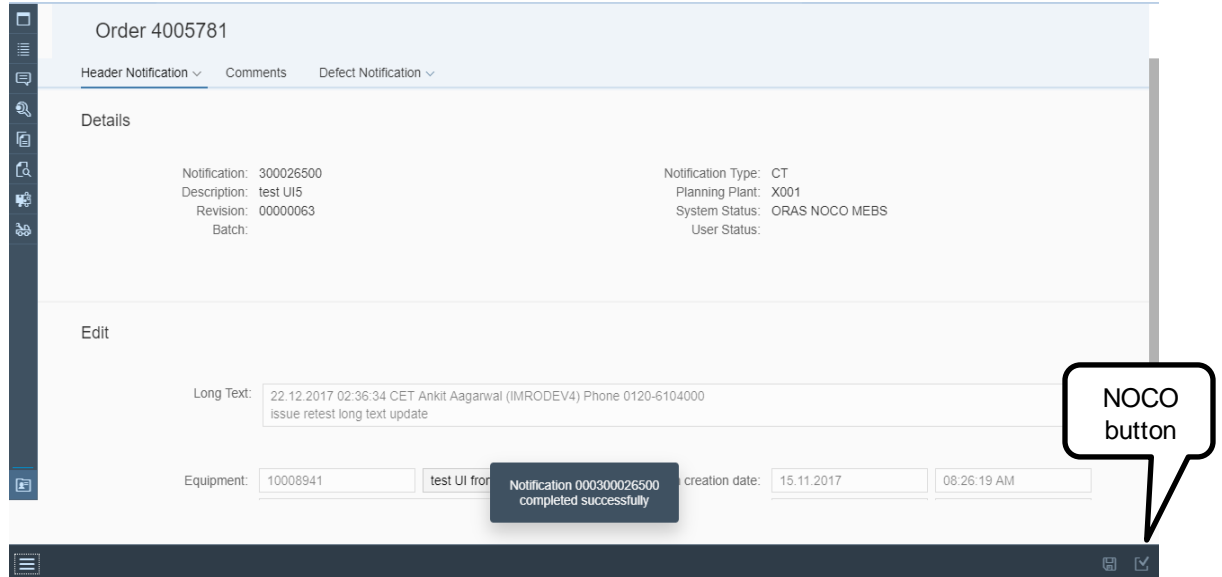 Order 4005781
Header Notification Comments Defect Notification
Details
Notification: 300026500 Notification Type: CT
Description: test UI5 Planning Plant: X001
Revision: 00000063 System Status: ORAS NOCO MEBS
Batch: User Status:
Edit
Long Text: 22.12.2017 02:36:34 CET Ankit Aagarwal (IMRODEV4) Phone 0120-6104000
issue retest long text update
NOCO
button
Equipment: 10008941 test UI creation date: 15.11.2017 08:26:19 AM
Notification 000300026500
completed successfully